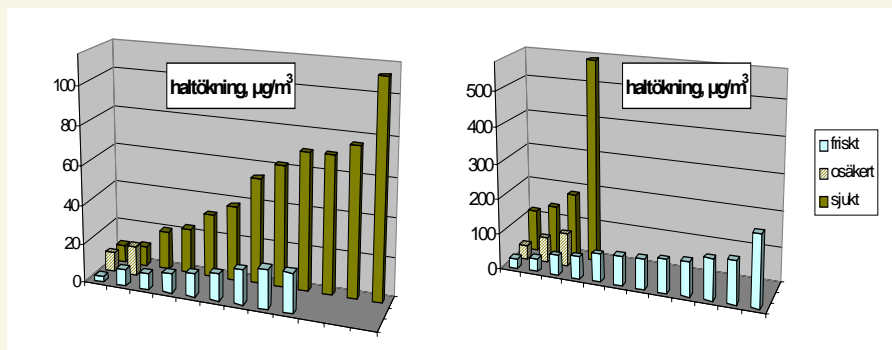 haltökning, µg/m³
100
80
60
40
20
0
haltökning, µg/m³
500
400
300
200
100
0
friskt
osäkert
sjukt